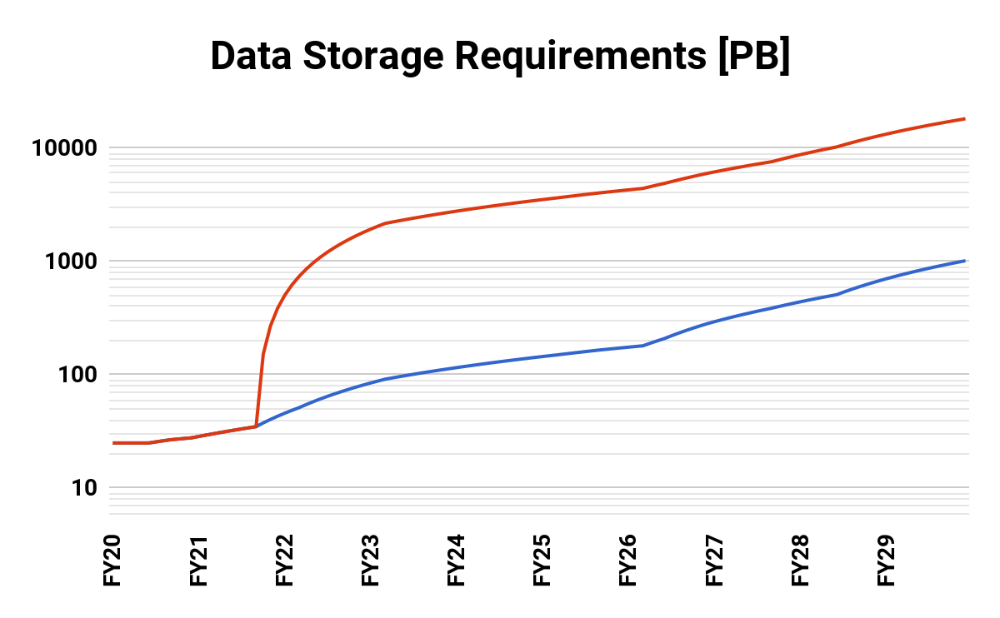 Data Storage Requirements [PB]
10000
1000
100
10
FY20
FY21
FY22
FY23
FY24
FY25
FY26
FY27
FY28
FY29